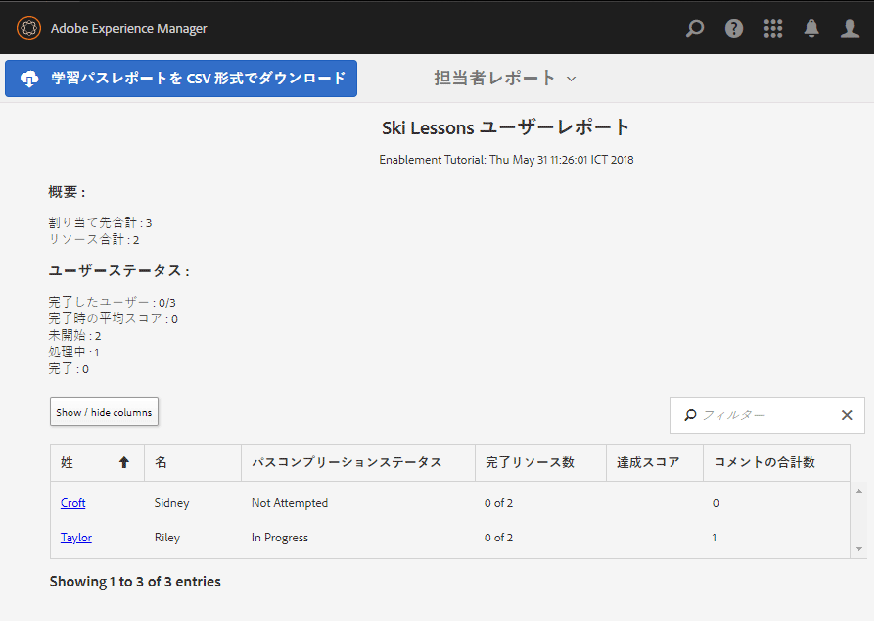 Adobe Experience Manager
学習パスレポートを CSV 形式でダウンロード
担当者レポート
Ski Lessons ユーザーレポート
Enablement Tutorial: Thu May 31 11:26:01 ICT 2018
概要 :
割り当て先合計 : 3
リソース合計 : 2
ユーザーステータス :
完了したユーザー : 0/3
完了時の平均スコア : 0
未開始 : 2
処理中 : 1
完了 : 0
Show / hide columns
フィルター
姓 名 パスコンプリーションステータス 完了リソース数 達成スコア コメントの合計数
Croft Sidney Not Attempted 0 of 2 0
Taylor Riley In Progress 0 of 2 1
Showing 1 to 3 of 3 entries